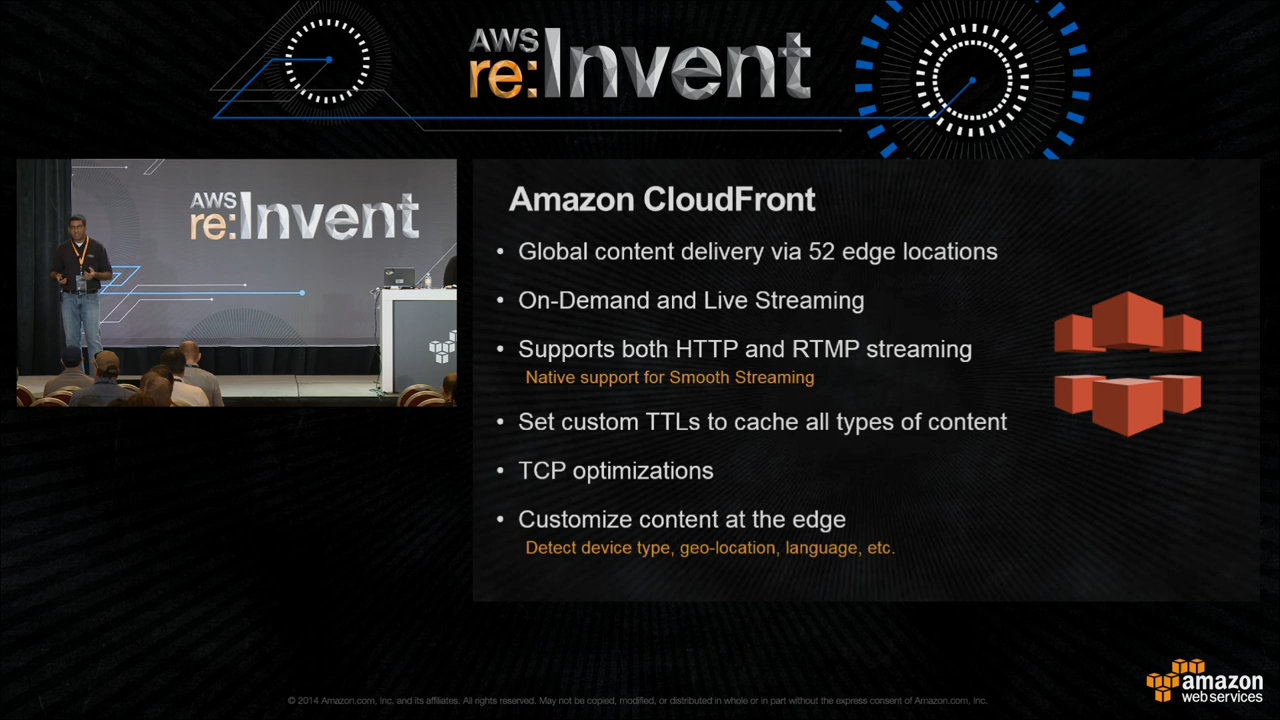 AWS
re:Invent
AWS
re:Invent
Amazon CloudFront
• Global content delivery via 52 edge locations
• On-Demand and Live Streaming
• Supports both HTTP and RTMP streaming
Native support for Smooth Streaming
• Set custom TTLs to cache all types of content
• TCP optimizations
• Customize content at the edge
Detect device type, geo-location, language, etc.
© 2014 Amazon.com, Inc. and its affiliates. All rights reserved. May not be copied, modified, or distributed in whole or in part without the express consent of Amazon.com, Inc.
amazon
web services